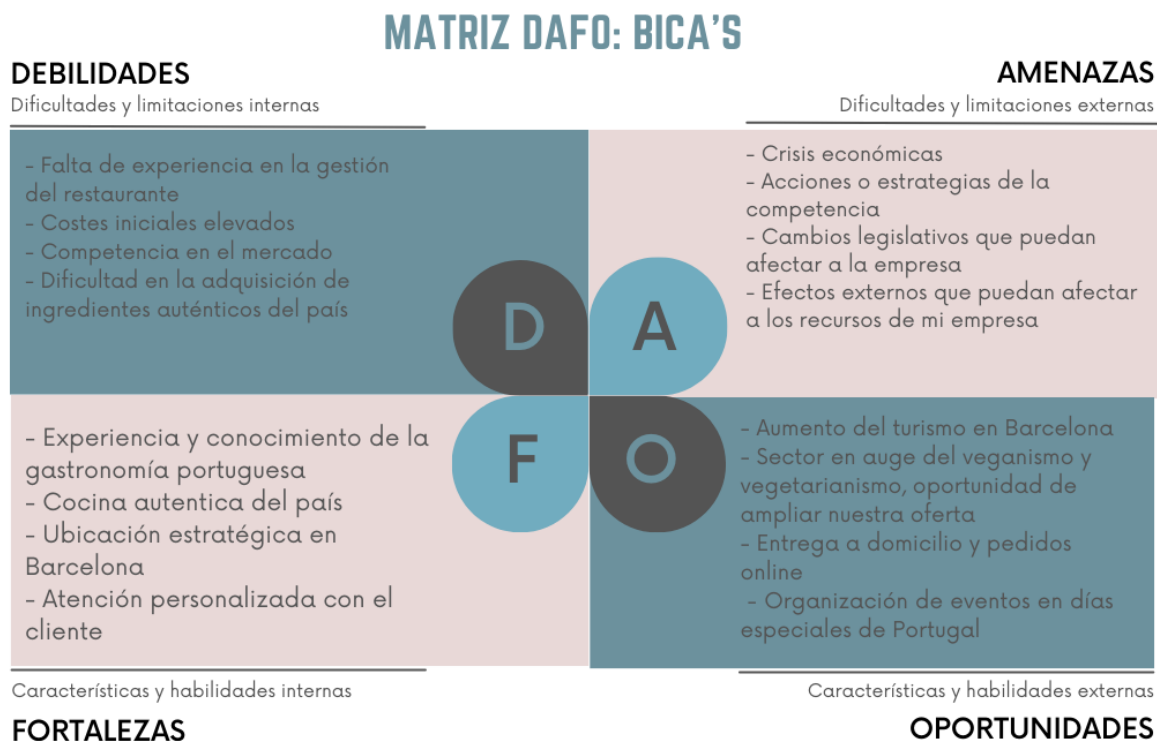 MATRIZ DAFO: BICA'S
DEBILIDADES
Dificultades y limitaciones internas
- Falta de experiencia en la gestión
del restaurante
- Costes iniciales elevados
- Competencia en el mercado
- Dificultad en la adquisición de
ingredientes auténticos del país
AMENAZAS
Dificultades y limitaciones externas
- Crisis económicas
- Acciones o estrategias de la
competencia
- Cambios legislativos que puedan
afectar a la empresa
- Efectos externos que puedan afectar
a los recursos de mi empresa
D
A
F
O
- Experiencia y conocimiento de la
gastronomía portuguesa
- Cocina autentica del país
- Ubicación estratégica en
Barcelona
- Atención personalizada con el
cliente
Características y habilidades internas
FORTALEZAS
- Aumento del turismo en Barcelona
- Sector en auge del veganismo y
vegetarianismo, oportunidad de
ampliar nuestra oferta
- Entrega a domicilio y pedidos
online
- Organización de eventos en días
especiales de Portugal
Características y habilidades externas
OPORTUNIDADES